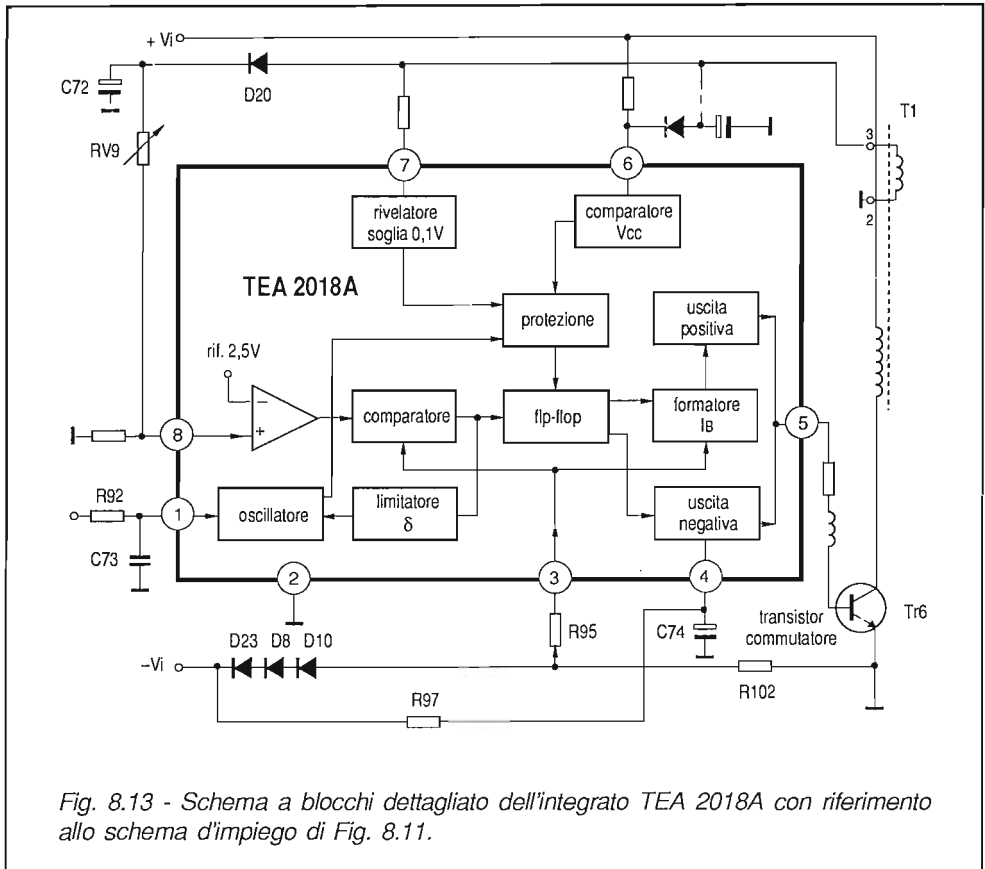 + Vi
C72
D20
T1
RV9
3
7
6
2
rivelatore
soglia 0,1V
comparatore
Vcc
TEA 2018A
protezione
uscita
positiva
rif. 2,5V
−
+
comparatore
flp-flop
formatore
IB
8
5
R92
1
oscillatore
limitatore
δ
uscita
negativa
C73
2
3
4
transistor
commutatore
Tr6
R95
C74
D23 D8 D10
−Vi
R102
R97
Fig. 8.13 - Schema a blocchi dettagliato dell'integrato TEA 2018A con riferimento
allo schema d'impiego di Fig. 8.11.